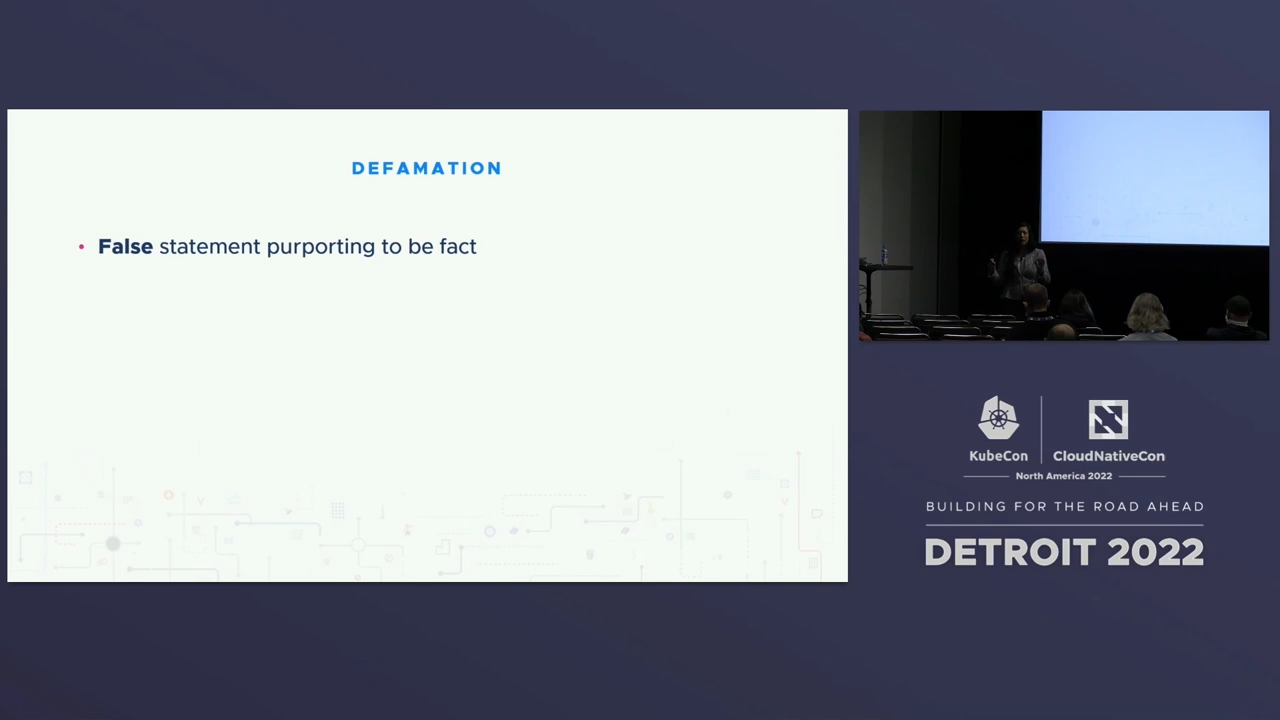 DEFAMATION
• False statement purporting to be fact
KubeCon
CloudNativeCon
North America 2022
BUILDING FOR THE ROAD AHEAD
DETROIT 2022